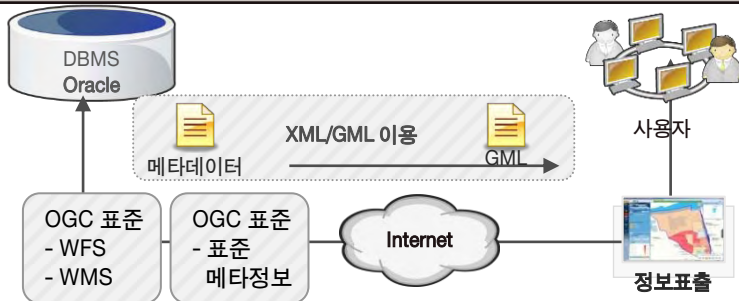 DBMS
Oracle
XML/GML 이용
메타데이터
GML
사용자
OGC 표준
- WFS
- WMS
OGC 표준
- 표준
메타정보
Internet
정보표출